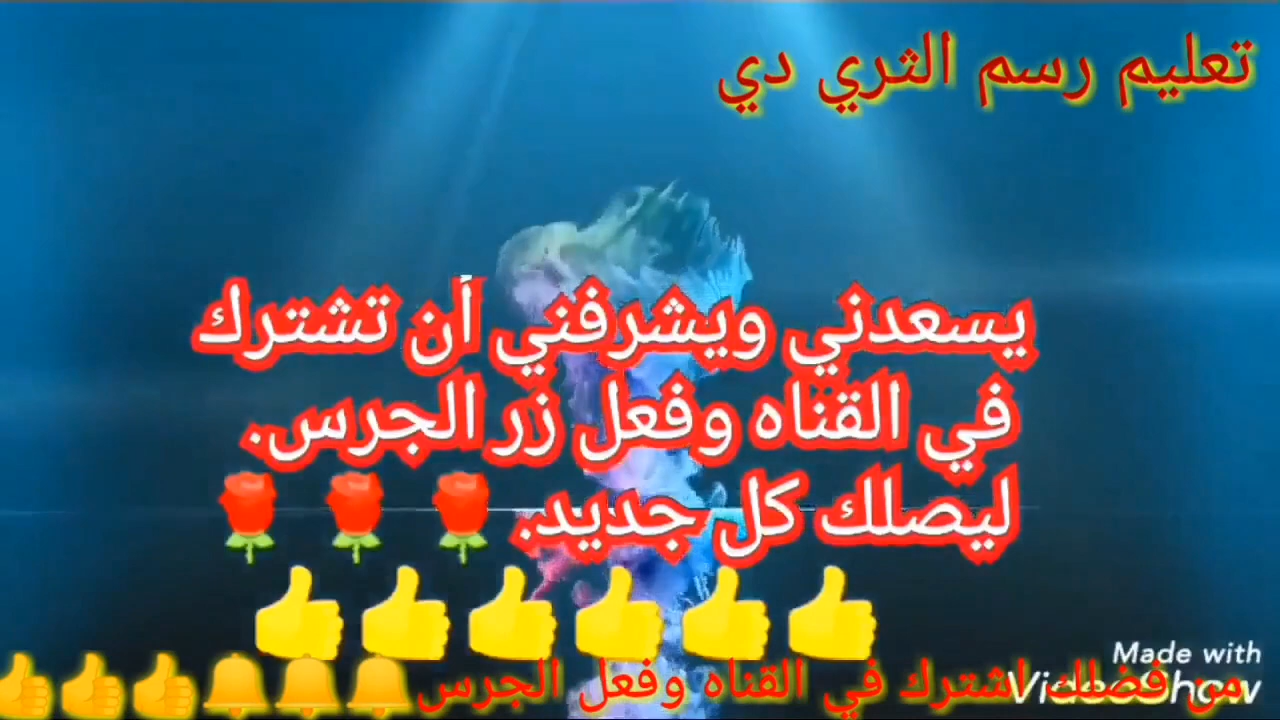 تعليم رسم الثري دي
يسعدني ويشرفني أن تشترك
في القناه وفعل زر الجرس.
ليصلك كل جديد.🌹🌹🌹
👍👍👍👍👍👍
Made with
VideoShow
من فضلك اشترك في القناه وفعل الجرس🔔🔔🔔👍👍👍